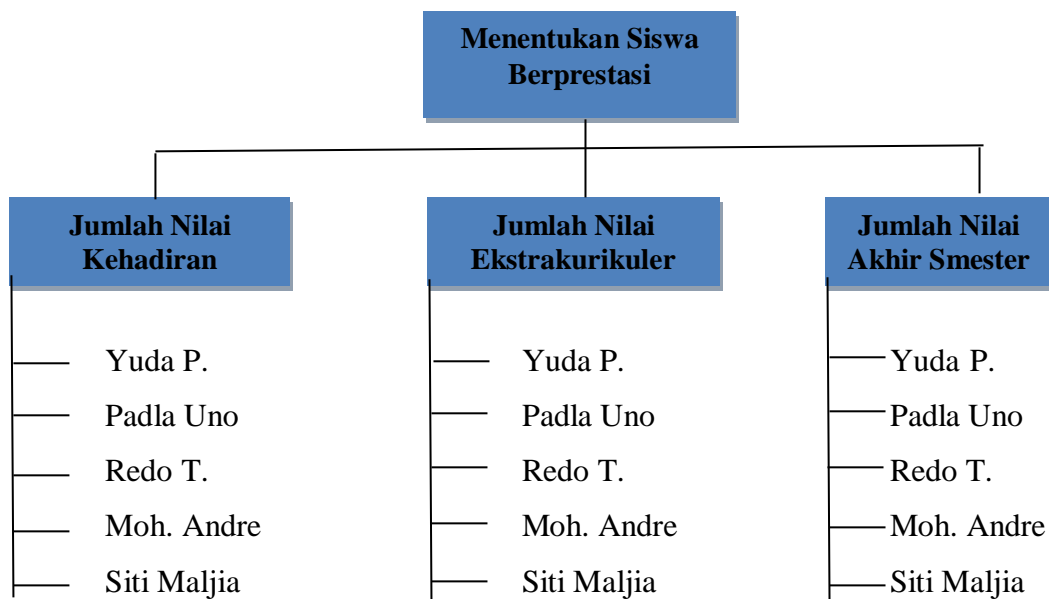 Menentukan Siswa
Berprestasi
Jumlah Nilai
Kehadiran
Yuda P.
Padla Uno
Redo T.
Moh. Andre
Siti Maljia
Jumlah Nilai
Ekstrakurikuler
Yuda P.
Padla Uno
Redo T.
Moh. Andre
Siti Maljia
Jumlah Nilai
Akhir Smester
Yuda P.
Padla Uno
Redo T.
Moh. Andre
Siti Maljia